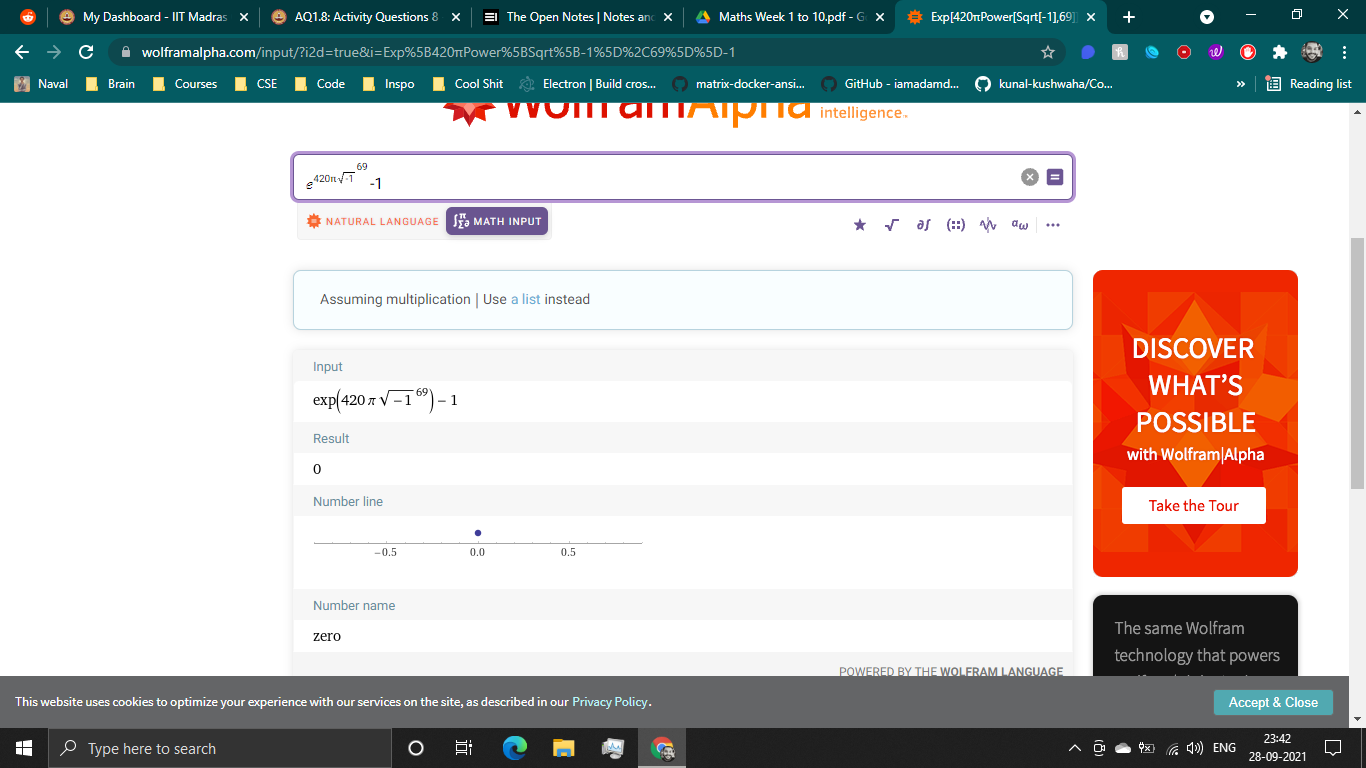 My Dashboard - IIT Madras
AQ1.8: Activity Questions 8
The Open Notes | Notes and
Maths Week 1 to 10.pdf - Go
Exp[420πPower[Sqrt[-1],69]]
wolframalpha.com/input/?i2d=true&i=Exp%5B420πPower%5BSqrt%5B-1%5D%2C69%5D%5D-1
Naval
Brain
Courses
CSE
Code
Inspo
Cool Shit
Electron | Build cros...
matrix-docker-ansi...
GitHub - iamadamd...
kunal-kushwaha/Co...
»
Reading list
WolframAlpha intelligence.
e^420π√-1^69 -1
NATURAL LANGUAGE
MATH INPUT
Assuming multiplication | Use a list instead
Input
exp(420 π √-1^69) - 1
Result
0
Number line
-0.5 0.0 0.5
Number name
zero
POWERED BY THE WOLFRAM LANGUAGE
DISCOVER
WHAT'S
POSSIBLE
with Wolfram|Alpha
Take the Tour
The same Wolfram
technology that powers
This website uses cookies to optimize your experience with our services on the site, as described in our Privacy Policy.
Accept & Close
Type here to search
ENG
23:42
28-09-2021